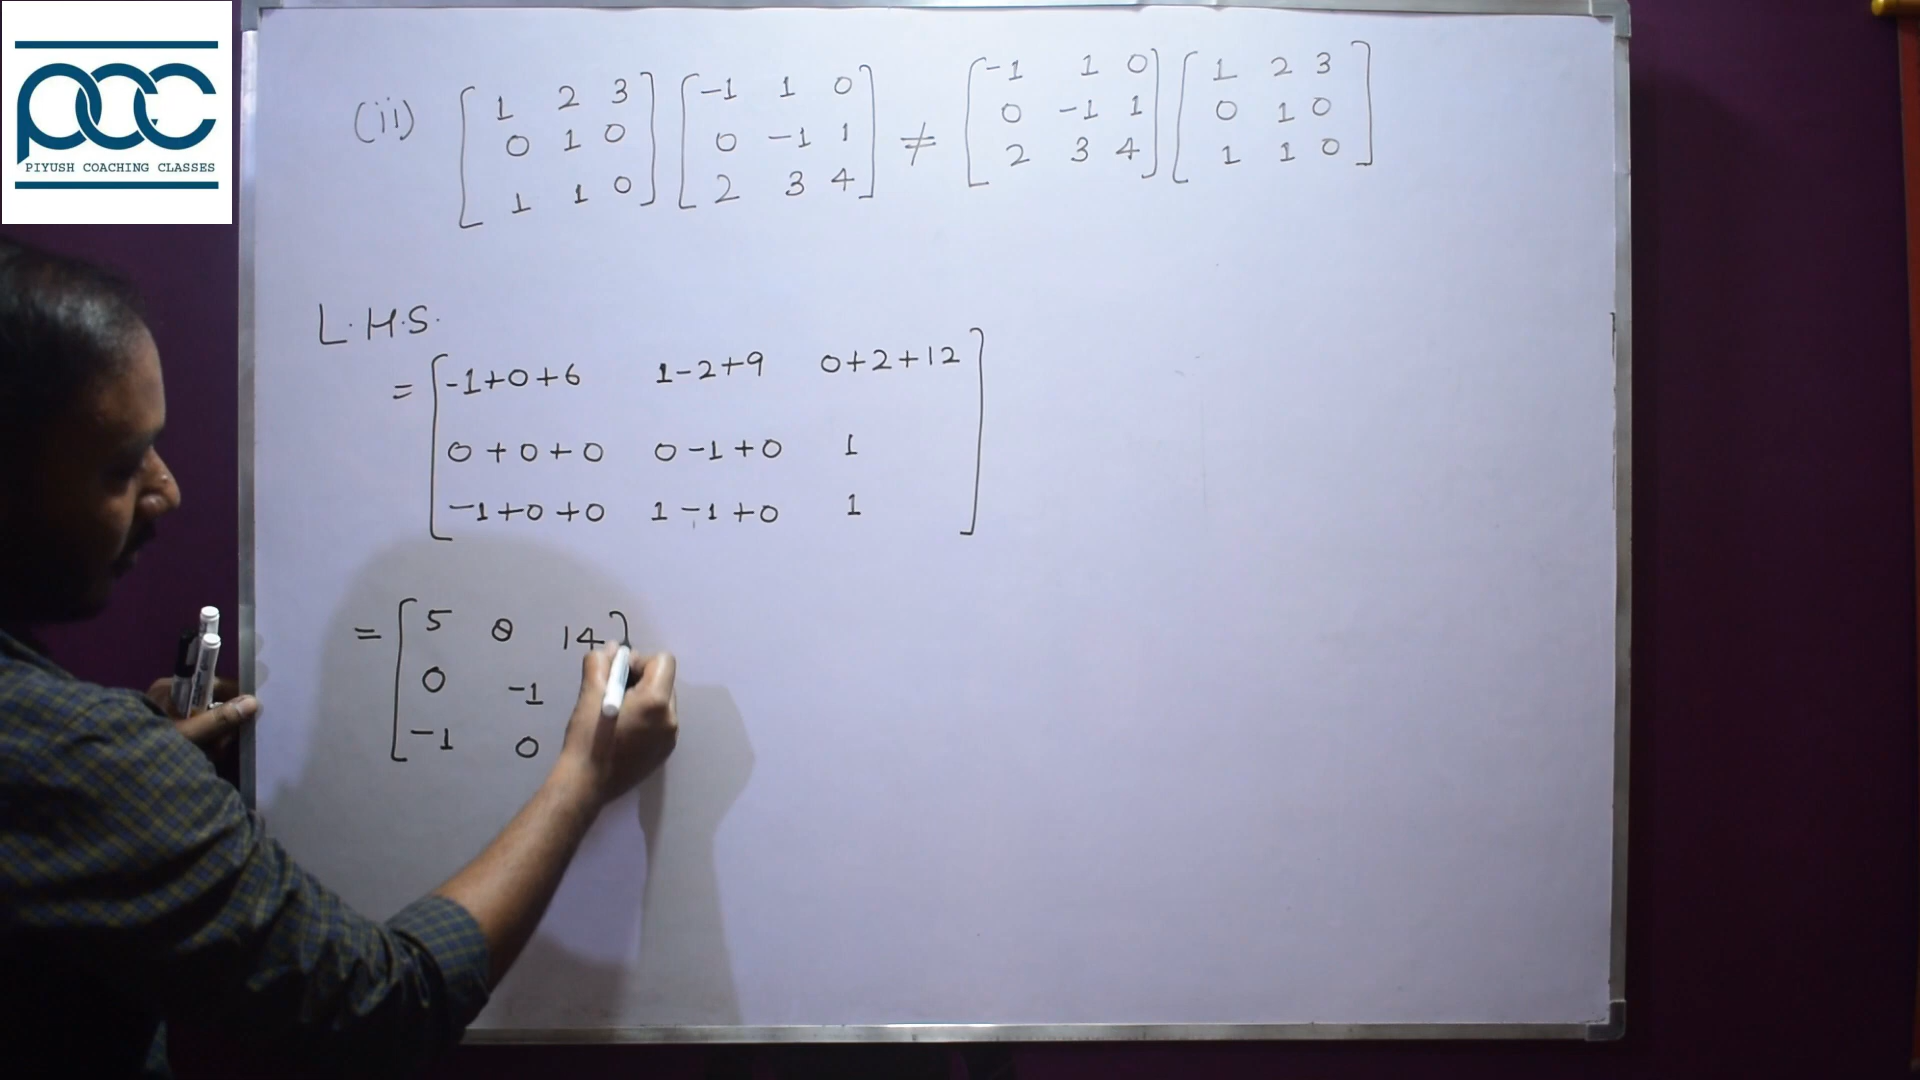 PCC
PIYUSH COACHING CLASSES
(ii) [1 2 3 [-1 1 0 ≠ [-1 1 0 [1 2 3
0 1 0 0 -1 1 0 -1 1 0 1 0
1 1 0] 2 3 4] 2 3 4] 1 1 0]
L.H.S.
= [-1+0+6 1-2+9 0+2+12
0+0+0 0-1+0 1
-1+0+0 1-1+0 1]
= [5 8 14
0 -1
-1 0